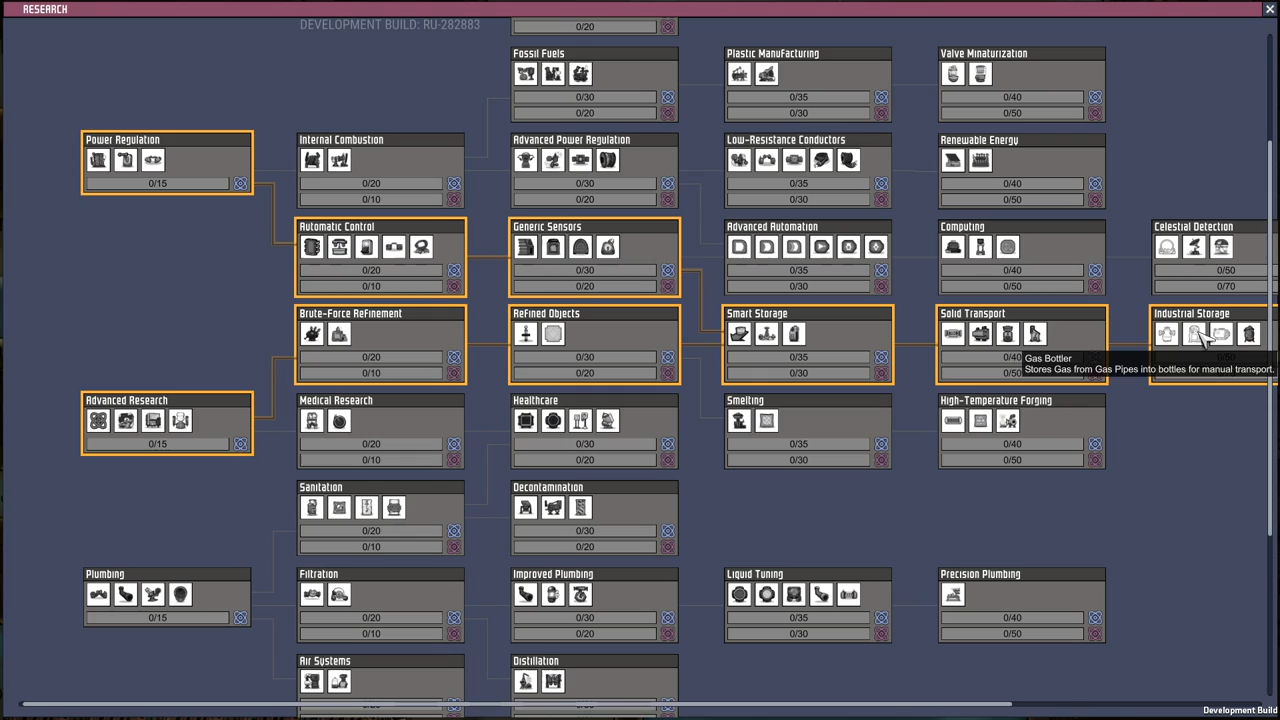 RESEARCH
DEVELOPMENT BUILD: RU-282883
0/20
Fossil Fuels
Plastic Manufacturing
Valve Minaturization
0/30
0/35
0/40
0/20
0/30
0/50
Power Regulation
Internal Combustion
Advanced Power Regulation
Low-Resistance Conductors
Renewable Energy
0/15
0/20
0/30
0/35
0/40
0/10
0/20
0/30
0/50
Automatic Control
Generic Sensors
Advanced Automation
Computing
Celestial Detection
0/20
0/30
0/35
0/40
0/50
0/10
0/20
0/30
0/50
0/70
Brute-Force Refinement
Refined Objects
Smart Storage
Solid Transport
Industrial Storage
0/20
0/30
0/35
0/40
0/10
0/20
0/30
0/50
Gas Bottler
Stores Gas from Gas Pipes into bottles for manual transport.
Advanced Research
Medical Research
Healthcare
Smelting
High-Temperature Forging
0/15
0/20
0/30
0/35
0/40
0/10
0/20
0/30
0/50
Sanitation
Decontamination
0/20
0/30
0/10
0/20
Plumbing
Filtration
Improved Plumbing
Liquid Tuning
Precision Plumbing
0/15
0/20
0/30
0/35
0/40
0/10
0/20
0/30
0/50
Air Systems
Distillation
Development Build